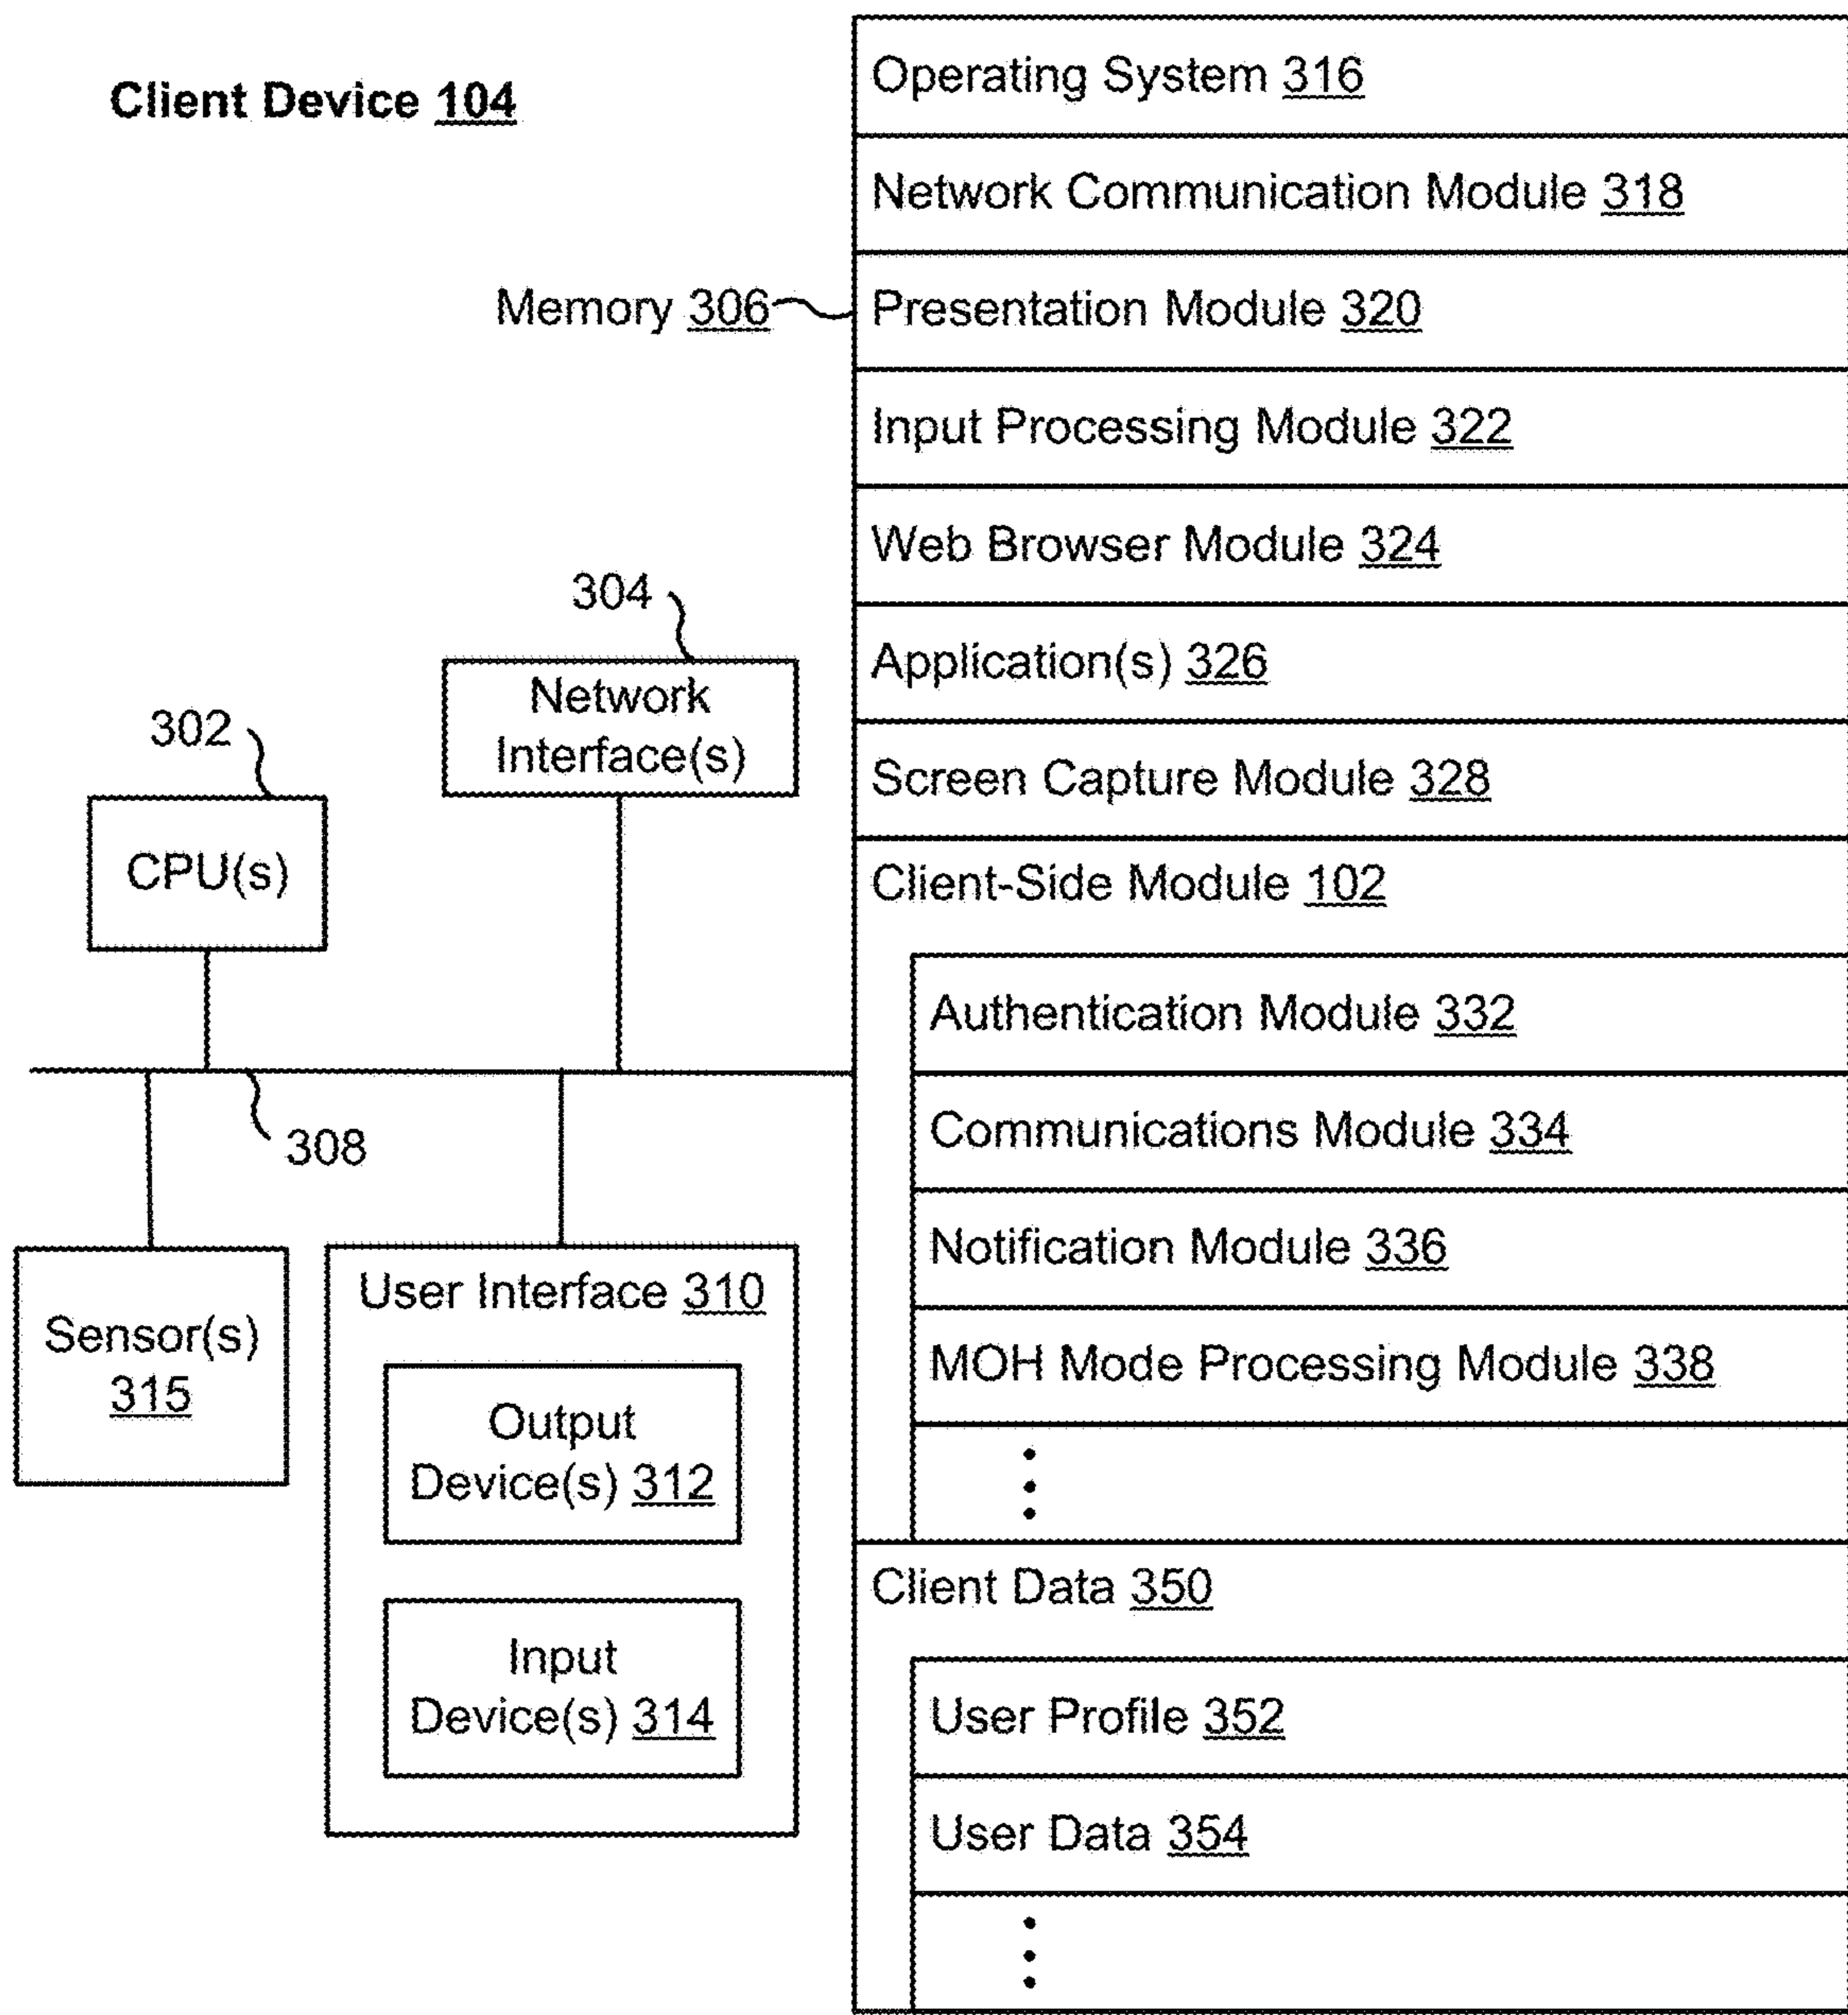 Client Device 104
Operating System 316
Network Communication Module 318
Memory 306
Presentation Module 320
Input Processing Module 322
Web Browser Module 324
Application(s) 326
Screen Capture Module 328
Client-Side Module 102
Authentication Module 332
Communications Module 334
Notification Module 336
MOH Mode Processing Module 338
Client Data 350
User Profile 352
User Data 354
304
Network
Interface(s)
302
CPU(s)
308
Sensor(s)
315
User Interface 310
Output
Device(s) 312
Input
Device(s) 314